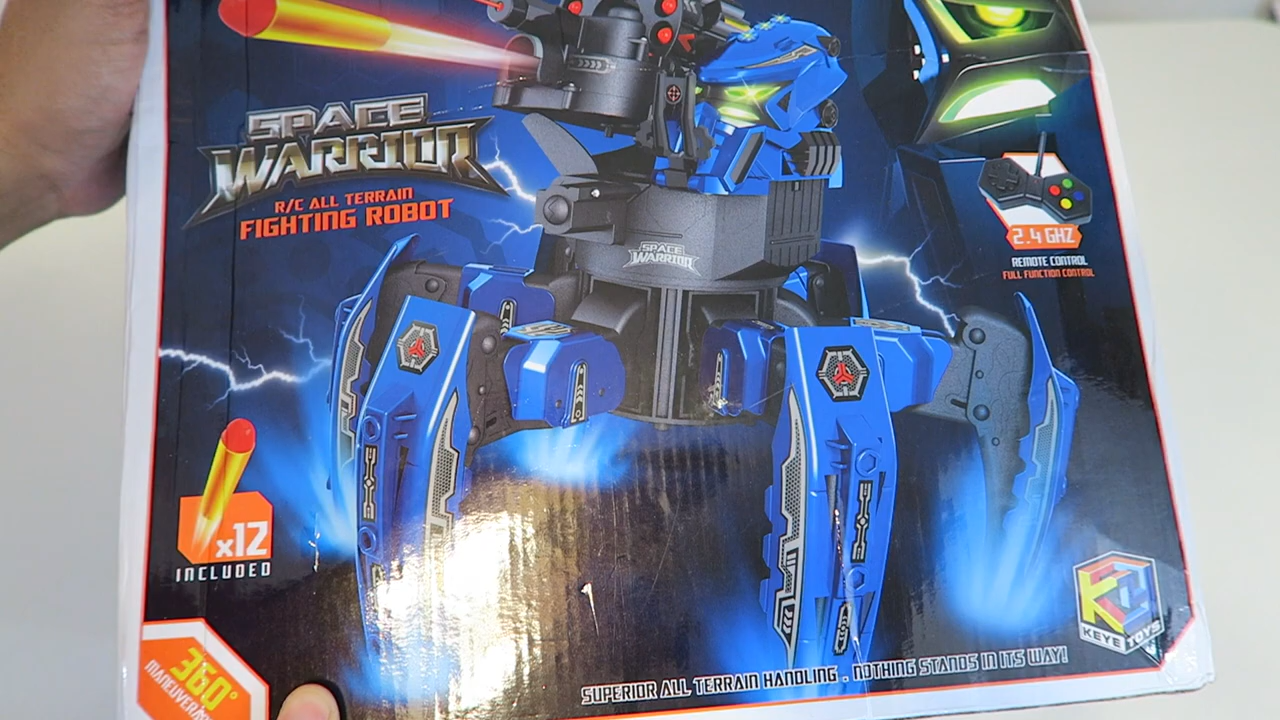 SPACE
WARRIOR
R/C ALL TERRAIN
FIGHTING ROBOT
SPACE
WARRIOR
2.4 GHZ
REMOTE CONTROL
FULL FUNCTION CONTROL
x12
INCLUDED
360°
KEYE TOYS
SUPERIOR ALL TERRAIN HANDLING . NOTHING STANDS IN ITS WAY!